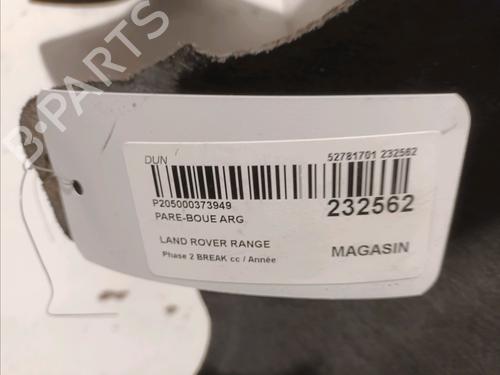 B-PARTS
DUN
52781701 232562
P205000373949
232562
PARE-BOUE ARG
LAND ROVER RANGE
MAGASIN
Phase 2 BREAK cc / Année